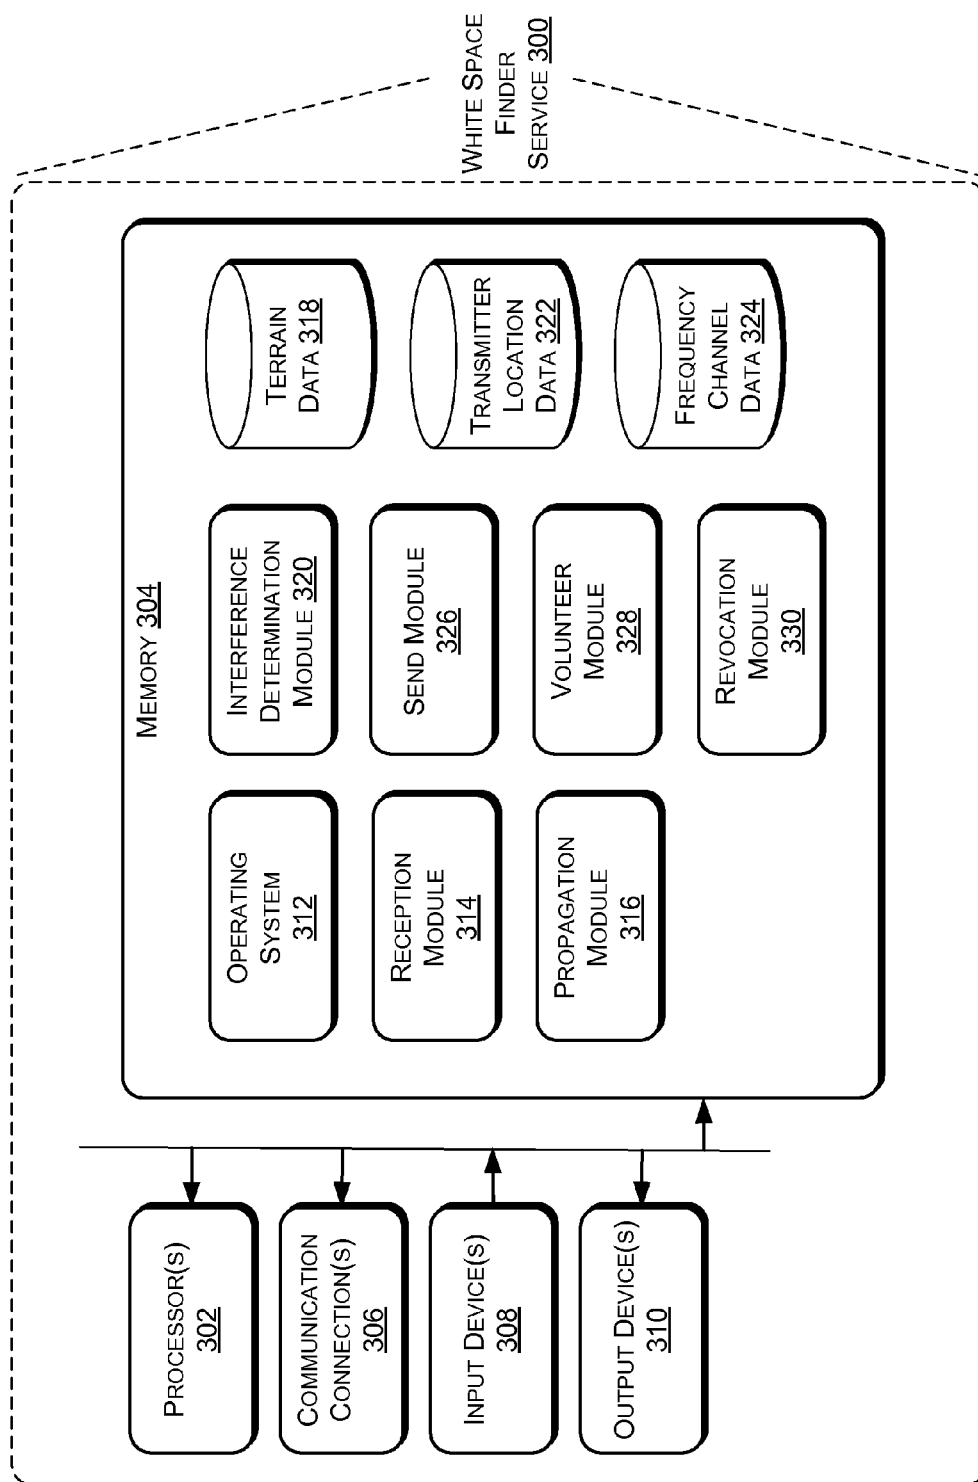 WHITE SPACE
FINDER
SERVICE 300
MEMORY 304
OPERATING
SYSTEM
312
RECEPTION
MODULE
314
PROPAGATION
MODULE
316
INTERFERENCE
DETERMINATION
MODULE 320
SEND MODULE
326
VOLUNTEER
MODULE
328
REVOCATION
MODULE
330
TERRAIN
DATA 318
TRANSMITTER
LOCATION
DATA 322
FREQUENCY
CHANNEL
DATA 324
PROCESSOR(S)
302
COMMUNICATION
CONNECTION(S)
306
INPUT DEVICE(S)
308
OUTPUT DEVICE(S)
310